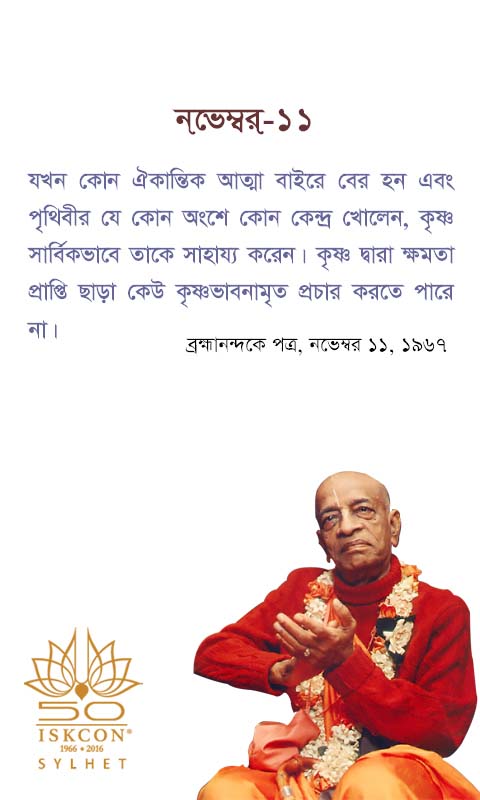 নভেম্বর-১১
যখন কোন ঐকান্তিক আত্মা বাইরে বের হন এবং
পৃথিবীর যে কোন অংশে কোন কেন্দ্র খোলেন, কৃষ্ণ
সার্বিকভাবে তাকে সাহায্য করেন। কৃষ্ণ দ্বারা ক্ষমতা
প্রাপ্তি ছাড়া কেউ কৃষ্ণভাবনামৃত প্রচার করতে পারে
না।
ব্রহ্মানন্দকে পত্র, নভেম্বর ১১, ১৯৬৭
50
ISKCON®
1966 • 2016
SYLHET